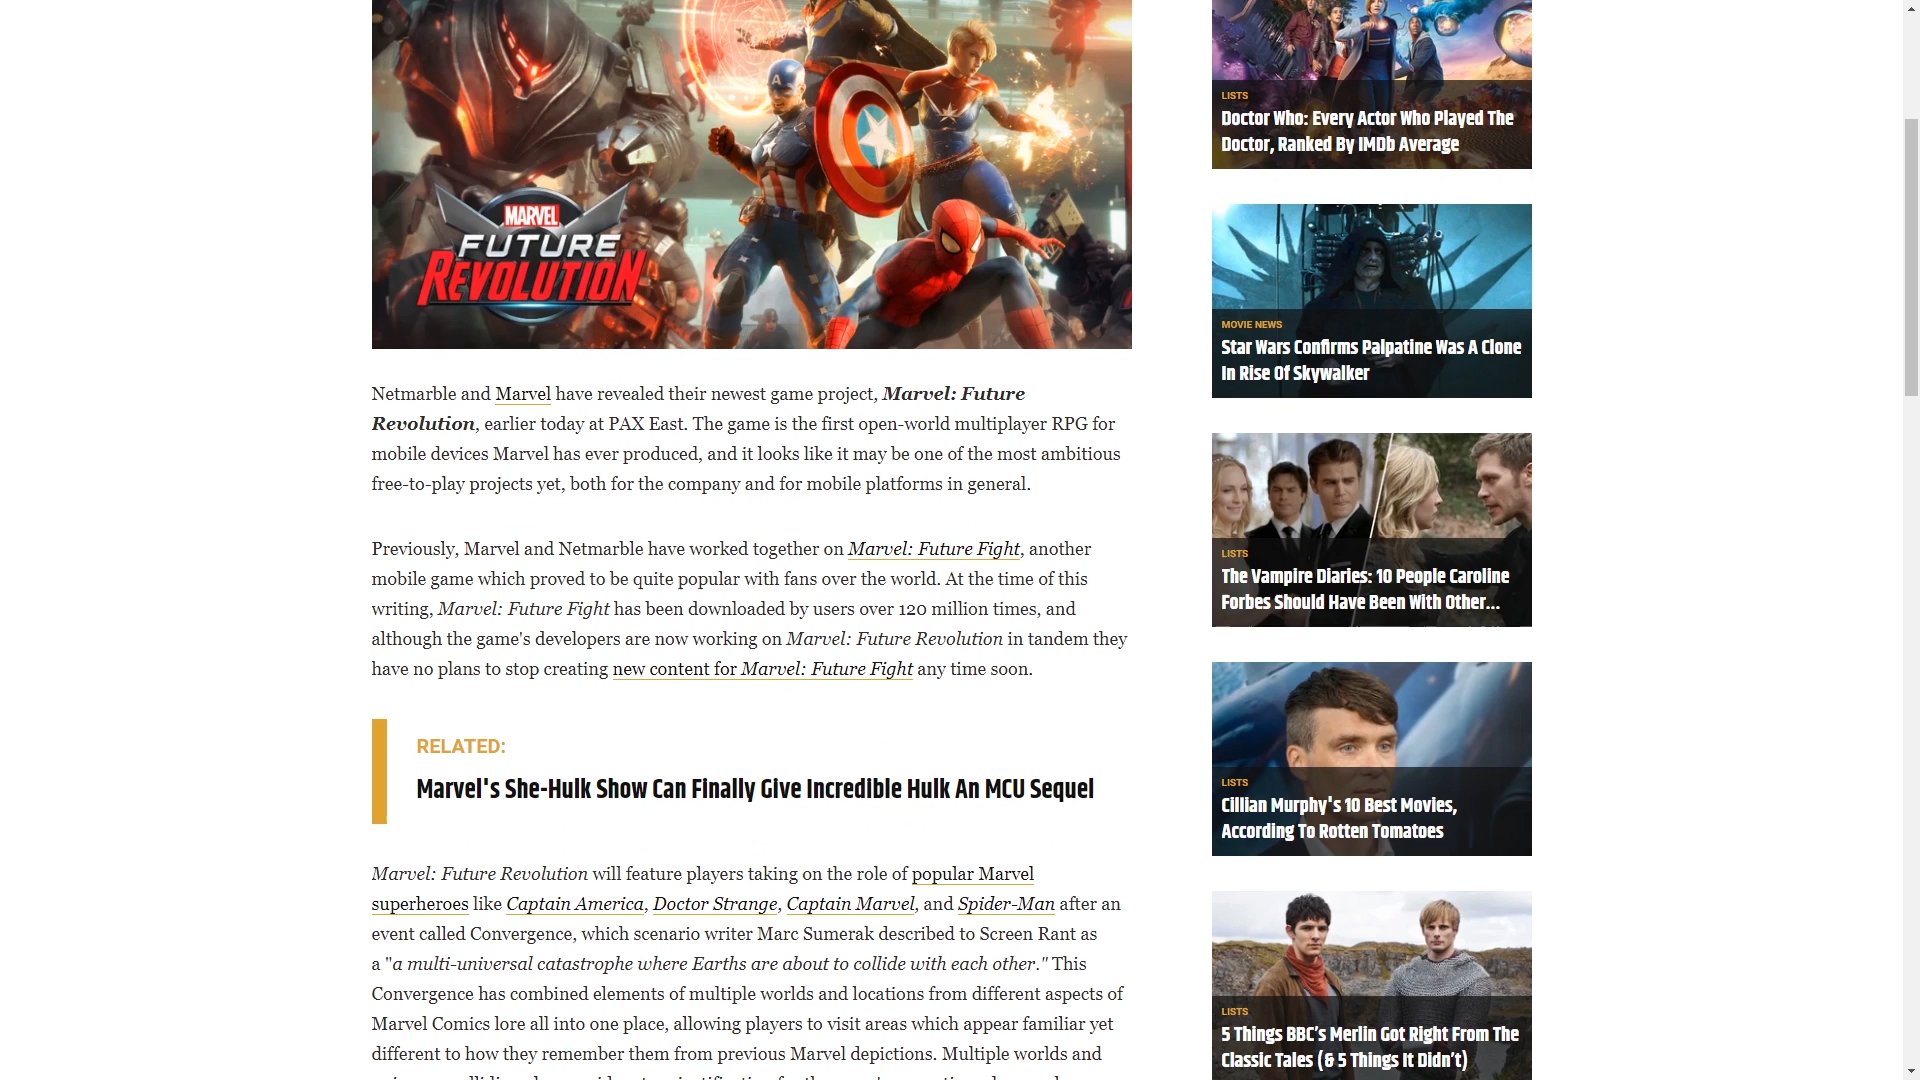 MARVEL
FUTURE
REVOLUTION
Netmarble and Marvel have revealed their newest game project, Marvel: Future
Revolution, earlier today at PAX East. The game is the first open-world multiplayer RPG for
mobile devices Marvel has ever produced, and it looks like it may be one of the most ambitious
free-to-play projects yet, both for the company and for mobile platforms in general.
Previously, Marvel and Netmarble have worked together on Marvel: Future Fight, another
mobile game which proved to be quite popular with fans over the world. At the time of this
writing, Marvel: Future Fight has been downloaded by users over 120 million times, and
although the game's developers are now working on Marvel: Future Revolution in tandem they
have no plans to stop creating new content for Marvel: Future Fight any time soon.
RELATED:
Marvel's She-Hulk Show Can Finally Give Incredible Hulk An MCU Sequel
Marvel: Future Revolution will feature players taking on the role of popular Marvel
superheroes like Captain America, Doctor Strange, Captain Marvel, and Spider-Man after an
event called Convergence, which scenario writer Marc Sumerak described to Screen Rant as
a "a multi-universal catastrophe where Earths are about to collide with each other." This
Convergence has combined elements of multiple worlds and locations from different aspects of
Marvel Comics lore all into one place, allowing players to visit areas which appear familiar yet
different to how they remember them from previous Marvel depictions. Multiple worlds and
LISTS
Doctor Who: Every Actor Who Played The
Doctor, Ranked By IMDb Average
MOVIE NEWS
Star Wars Confirms Palpatine Was A Clone
In Rise Of Skywalker
LISTS
The Vampire Diaries: 10 People Caroline
Forbes Should Have Been With Other...
LISTS
Cillian Murphy's 10 Best Movies,
According To Rotten Tomatoes
LISTS
5 Things BBC's Merlin Got Right From The
Classic Tales (& 5 Things It Didn't)